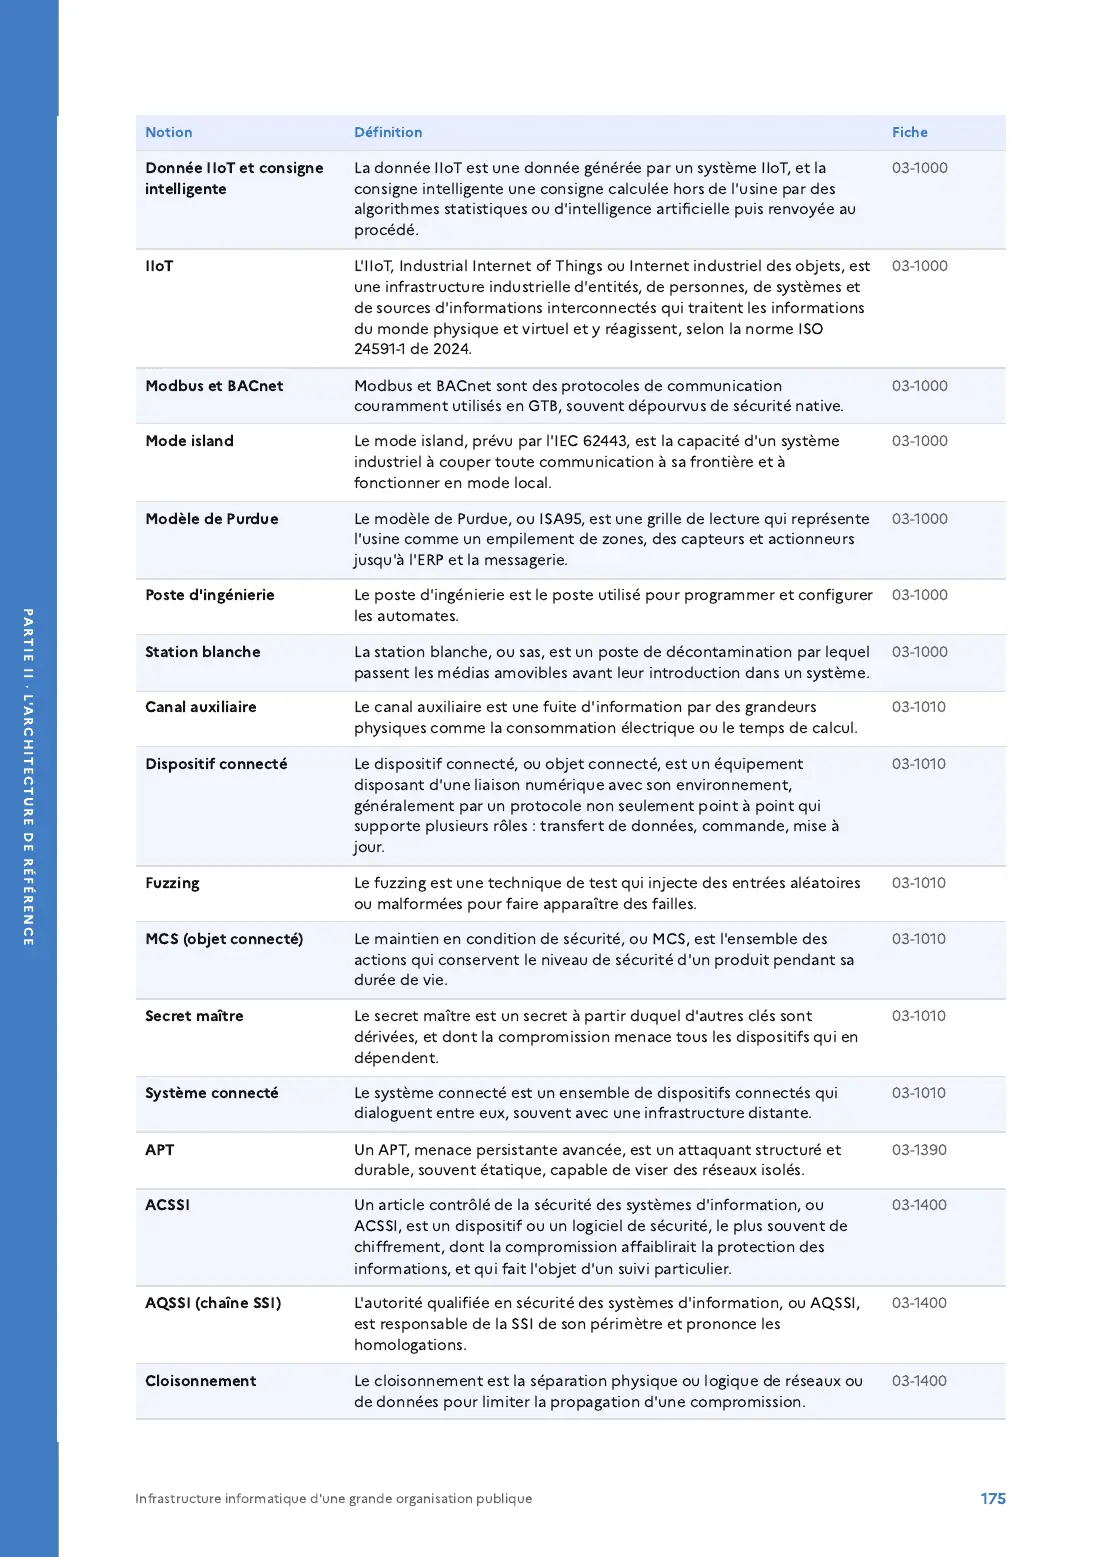 Notion Définition Fiche
Donnée IIoT et consigne La donnée IIoT est une donnée générée par un système IIoT, et la 03-1000
intelligente consigne intelligente une consigne calculée hors de l'usine par des
algorithmes statistiques ou d'intelligence artificielle puis renvoyée au
procédé.
IIoT L'IIoT, Industrial Internet of Things ou Internet industriel des objets, est 03-1000
une infrastructure industrielle d'entités, de personnes, de systèmes et
de sources d'informations interconnectés qui traitent les informations
du monde physique et virtuel et y réagissent, selon la norme ISO
24591-1 de 2024.
Modbus et BACnet Modbus et BACnet sont des protocoles de communication 03-1000
couramment utilisés en GTB, souvent dépourvus de sécurité native.
Mode island Le mode island, prévu par l'IEC 62443, est la capacité d'un système 03-1000
industriel à couper toute communication à sa frontière et à
fonctionner en mode local.
Modèle de Purdue Le modèle de Purdue, ou ISA95, est une grille de lecture qui représente 03-1000
l'usine comme un empilement de zones, des capteurs et actionneurs
jusqu'à l'ERP et la messagerie.
Poste d'ingénierie Le poste d'ingénierie est le poste utilisé pour programmer et configurer 03-1000
les automates.
Station blanche La station blanche, ou sas, est un poste de décontamination par lequel 03-1000
passent les médias amovibles avant leur introduction dans un système.
Canal auxiliaire Le canal auxiliaire est une fuite d'information par des grandeurs 03-1010
physiques comme la consommation électrique ou le temps de calcul.
Dispositif connecté Le dispositif connecté, ou objet connecté, est un équipement 03-1010
disposant d'une liaison numérique avec son environnement,
généralement par un protocole non seulement point à point qui
supporte plusieurs rôles : transfert de données, commande, mise à
jour.
Fuzzing Le fuzzing est une technique de test qui injecte des entrées aléatoires 03-1010
ou malformées pour faire apparaître des failles.
MCS (objet connecté) Le maintien en condition de sécurité, ou MCS, est l'ensemble des 03-1010
actions qui conservent le niveau de sécurité d'un produit pendant sa
durée de vie.
Secret maître Le secret maître est un secret à partir duquel d'autres clés sont 03-1010
dérivées, et dont la compromission menace tous les dispositifs qui en
dépendent.
Système connecté Le système connecté est un ensemble de dispositifs connectés qui 03-1010
dialoguent entre eux, souvent avec une infrastructure distante.
APT Un APT, menace persistante avancée, est un attaquant structuré et 03-1390
durable, souvent étatique, capable de viser des réseaux isolés.
ACSSI Un article contrôlé de la sécurité des systèmes d'information, ou 03-1400
ACSSI, est un dispositif ou un logiciel de sécurité, le plus souvent de
chiffrement, dont la compromission affaiblirait la protection des
informations, et qui fait l'objet d'un suivi particulier.
AQSSI (chaîne SSI) L'autorité qualifiée en sécurité des systèmes d'information, ou AQSSI, 03-1400
est responsable de la SSI de son périmètre et prononce les
homologations.
Cloisonnement Le cloisonnement est la séparation physique ou logique de réseaux ou 03-1400
de données pour limiter la propagation d'une compromission.
PARTIE II · L'ARCHITECTURE DE RÉFÉRENCE
Infrastructure informatique d'une grande organisation publique 175